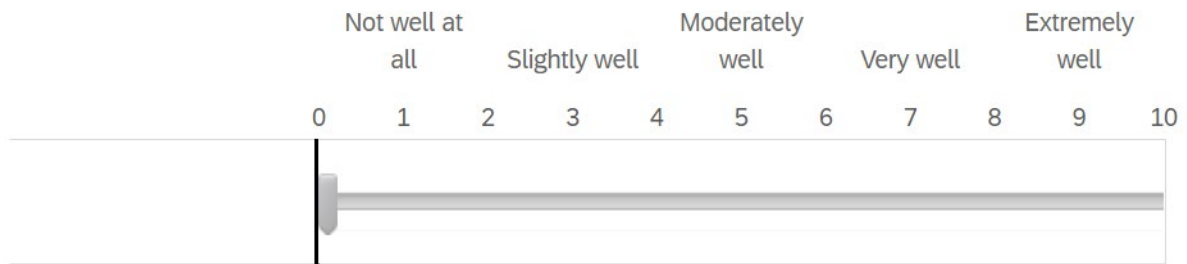 Not well at all
Slightly well
Moderately well
Very well
Extremely well
0 1 2 3 4 5 6 7 8 9 10